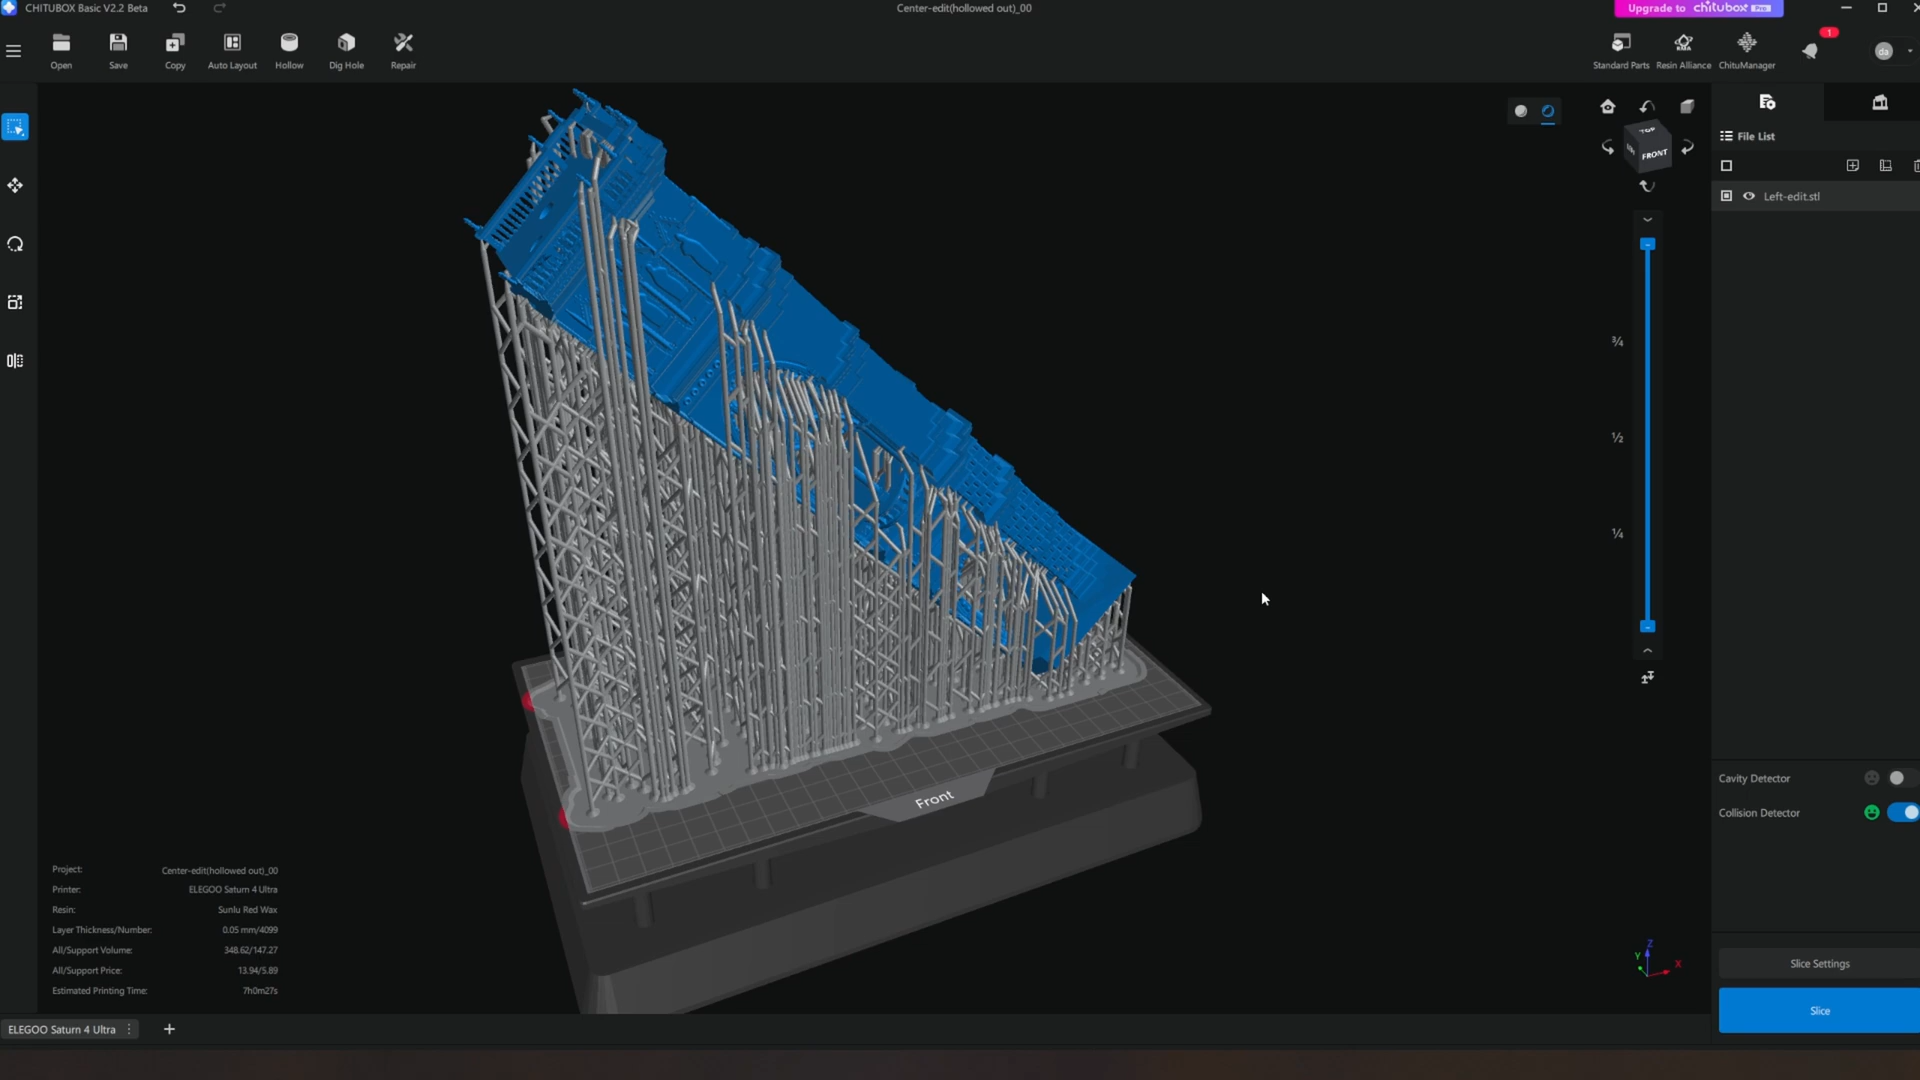 CHITUBOX Basic V2.2 Beta
Center-edit(hollowed out)_00
Upgrade to chitubox Pro
Open
Save
Copy
Auto Layout
Hollow
Dig Hole
Repair
Standard Parts
Resin Alliance
ChituManager
1
da
TOP
FRONT
File List
Left-edit.stl
3/4
1/2
1/4
Cavity Detector
Collision Detector
Front
Project: Center-edit(hollowed out)_00
Printer: ELEGOO Saturn 4 Ultra
Resin: Sunlu Red Wax
Layer Thickness/Number: 0.05 mm/4099
All/Support Volume: 348.62/147.27
All/Support Price: 13.94/5.89
Estimated Printing Time: 7h0m27s
Z
Y
X
Slice Settings
Slice
ELEGOO Saturn 4 Ultra